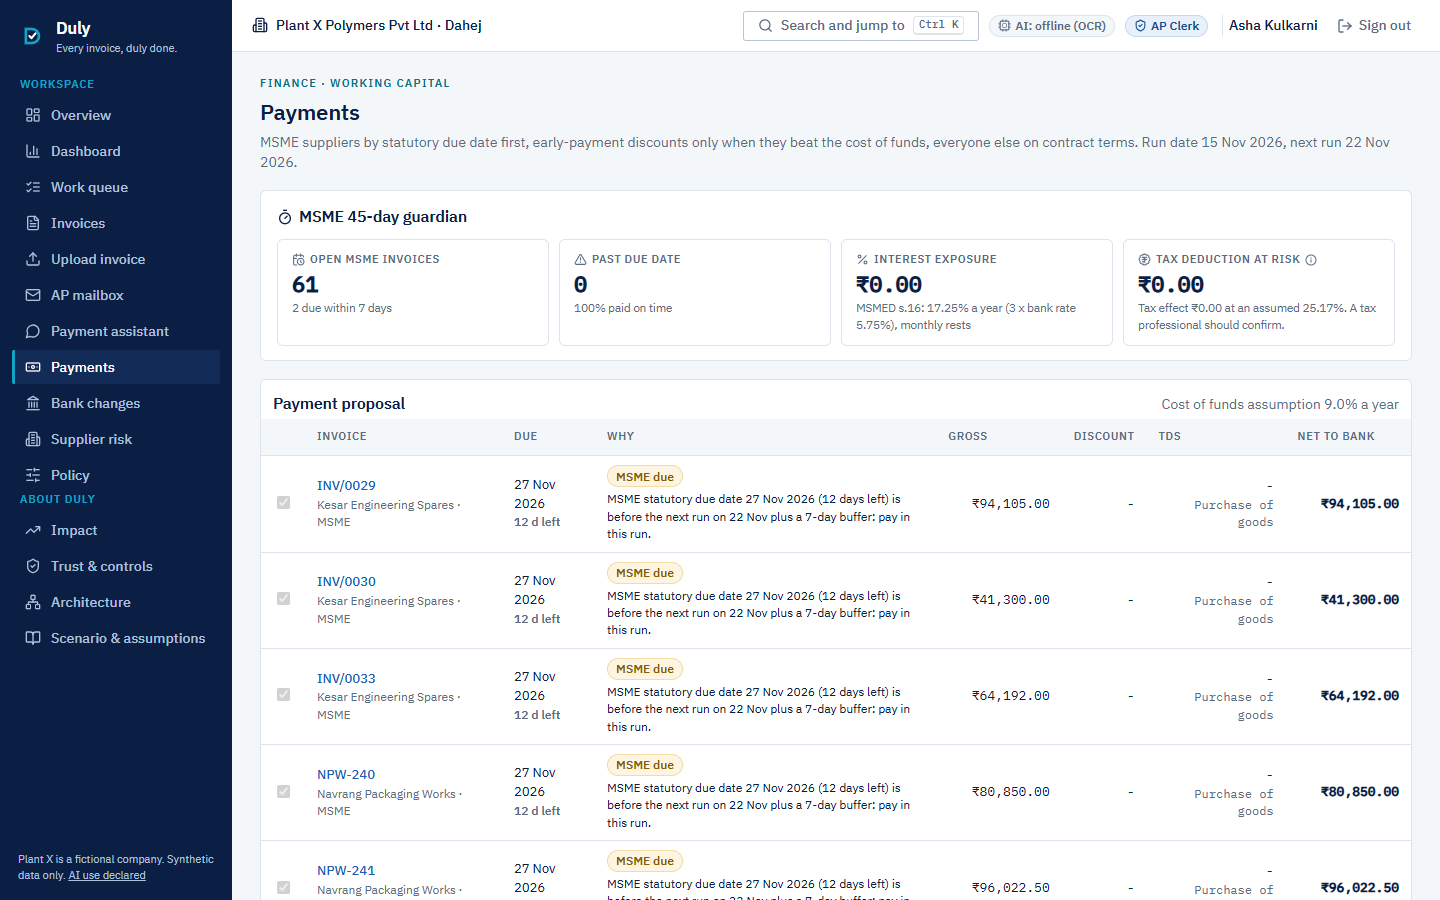 Duly
Every invoice, duly done.
WORKSPACE
Overview
Dashboard
Work queue
Invoices
Upload invoice
AP mailbox
Payment assistant
Payments
Bank changes
Supplier risk
Policy
ABOUT DULY
Impact
Trust & controls
Architecture
Scenario & assumptions
Plant X is a fictional company. Synthetic
data only. AI use declared
Plant X Polymers Pvt Ltd · Dahej
Search and jump to Ctrl K
AI: offline (OCR)
AP Clerk
Asha Kulkarni
Sign out
FINANCE · WORKING CAPITAL
Payments
MSME suppliers by statutory due date first, early-payment discounts only when they beat the cost of funds, everyone else on contract terms. Run date 15 Nov 2026, next run 22 Nov
2026.
MSME 45-day guardian
OPEN MSME INVOICES
61
2 due within 7 days
PAST DUE DATE
0
100% paid on time
INTEREST EXPOSURE
₹0.00
MSMED s.16: 17.25% a year (3 x bank rate
5.75%), monthly rests
TAX DEDUCTION AT RISK
₹0.00
Tax effect ₹0.00 at an assumed 25.17%. A tax
professional should confirm.
Payment proposal
Cost of funds assumption 9.0% a year
INVOICE DUE WHY GROSS DISCOUNT TDS NET TO BANK
INV/0029
Kesar Engineering Spares ·
MSME
27 Nov
2026
12 d left
MSME due
MSME statutory due date 27 Nov 2026 (12 days left) is
before the next run on 22 Nov plus a 7-day buffer: pay in
this run.
₹94,105.00
-
-
Purchase of
goods
₹94,105.00
INV/0030
Kesar Engineering Spares ·
MSME
27 Nov
2026
12 d left
MSME due
MSME statutory due date 27 Nov 2026 (12 days left) is
before the next run on 22 Nov plus a 7-day buffer: pay in
this run.
₹41,300.00
-
-
Purchase of
goods
₹41,300.00
INV/0033
Kesar Engineering Spares ·
MSME
27 Nov
2026
12 d left
MSME due
MSME statutory due date 27 Nov 2026 (12 days left) is
before the next run on 22 Nov plus a 7-day buffer: pay in
this run.
₹64,192.00
-
-
Purchase of
goods
₹64,192.00
NPW-240
Navrang Packaging Works ·
MSME
27 Nov
2026
12 d left
MSME due
MSME statutory due date 27 Nov 2026 (12 days left) is
before the next run on 22 Nov plus a 7-day buffer: pay in
this run.
₹80,850.00
-
-
Purchase of
goods
₹80,850.00
NPW-241
Navrang Packaging Works ·
27 Nov
2026
MSME due
MSME statutory due date 27 Nov 2026 (12 days left) is
₹96,022.50
-
-
Purchase of
₹96,022.50